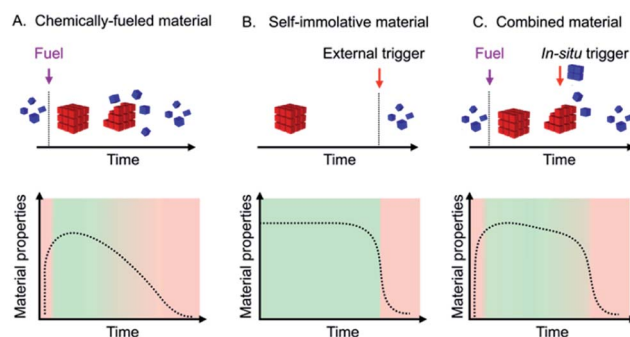 A. Chemically-fueled material
Fuel
Time
Material properties
Time
B. Self-immolative material
External trigger
Time
Material properties
Time
C. Combined material
Fuel
In-situ trigger
Time
Material properties
Time